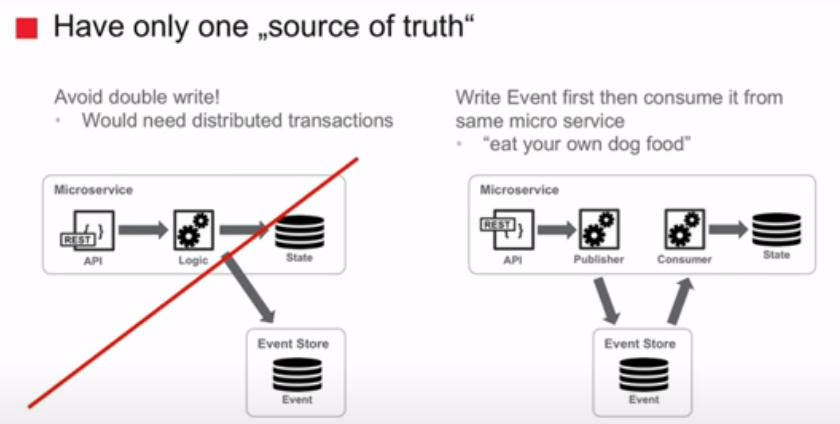 Have only one „source of truth“
Avoid double write!
• Would need distributed transactions
Microservice
{ }
REST
API
Logic
State
Event Store
Event
Write Event first then consume it from
same micro service
• “eat your own dog food”
Microservice
REST
{ }
API
Publisher
Consumer
State
Event Store
Event